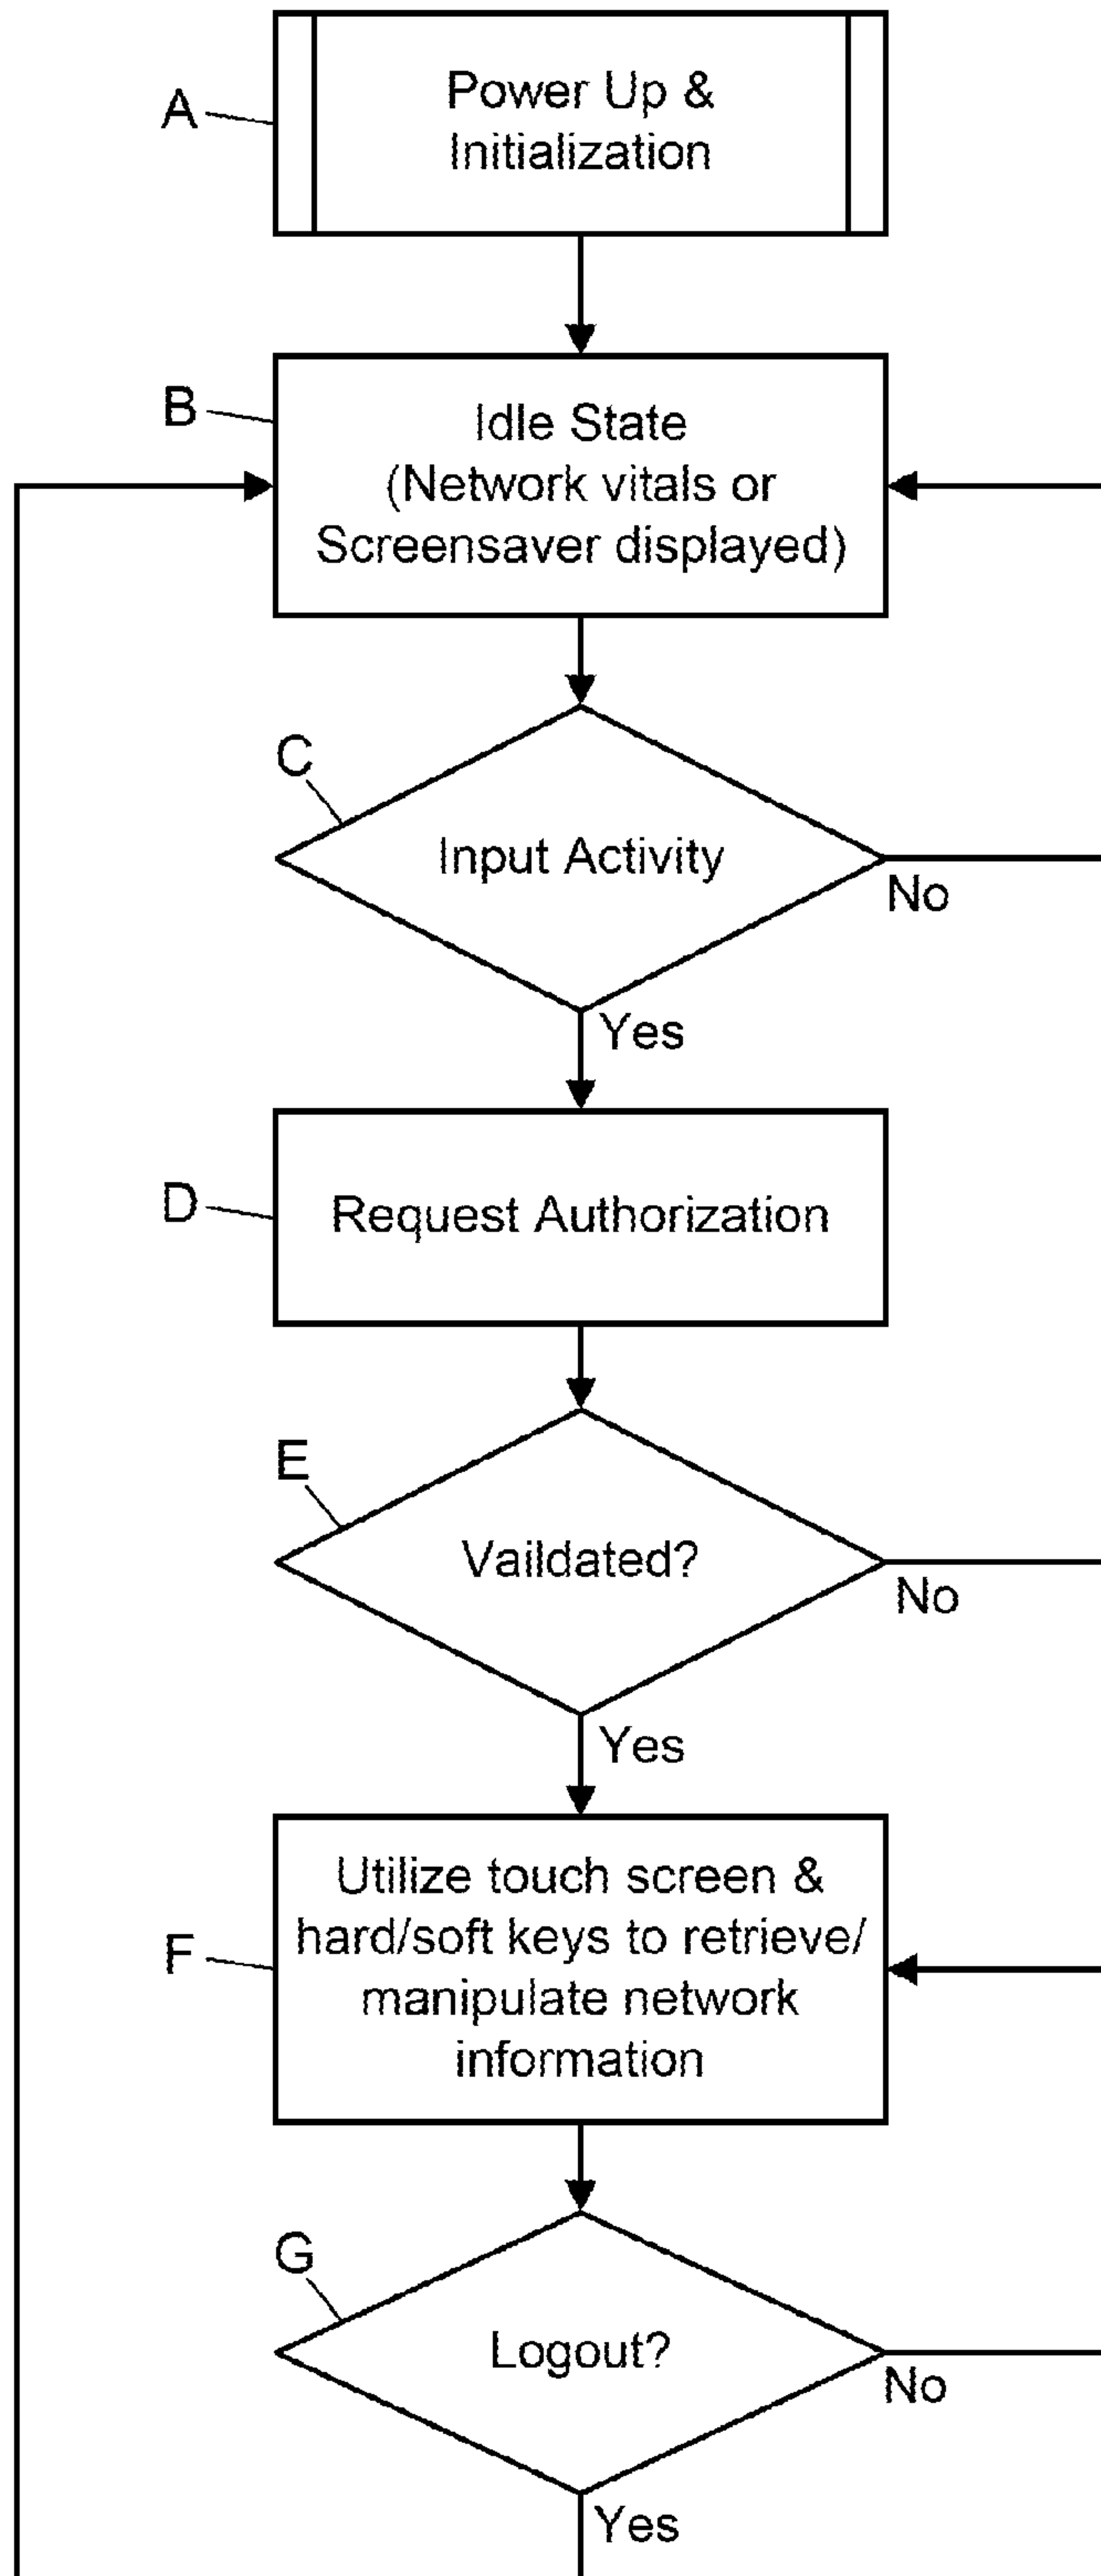 A
Power Up &
Initialization
B
Idle State
(Network vitals or
Screensaver displayed)
C
Input Activity
No
Yes
D
Request Authorization
E
Vaildated?
No
Yes
F
Utilize touch screen &
hard/soft keys to retrieve/
manipulate network
information
G
Logout?
No
Yes